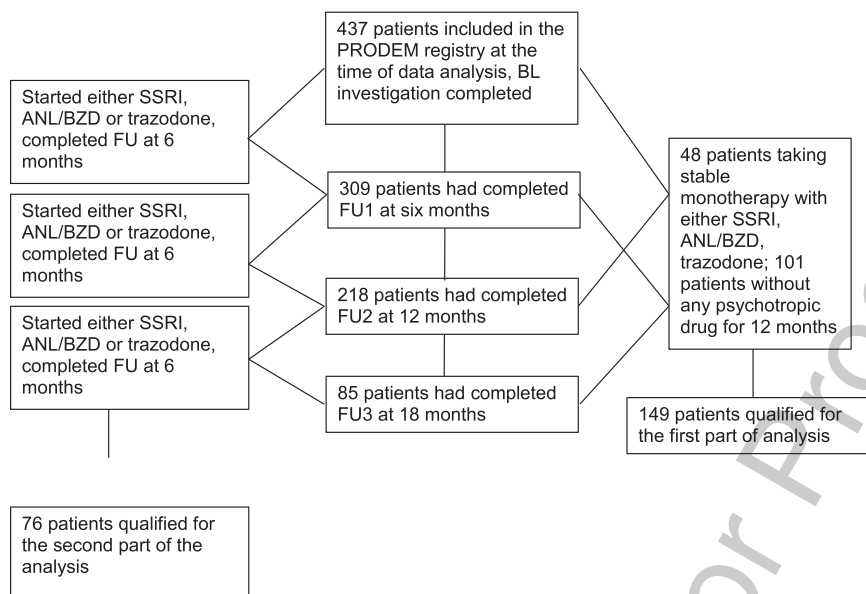 437 patients included in the
PRODEM registry at the
time of data analysis, BL
investigation completed
Started either SSRI,
ANL/BZD or trazodone,
completed FU at 6
months
309 patients had completed
FU1 at six months
48 patients taking
stable
monotherapy with
either SSRI,
ANL/BZD,
trazodone; 101
patients without
any psychotropic
drug for 12 months
Started either SSRI,
ANL/BZD or trazodone,
completed FU at 6
months
218 patients had completed
FU2 at 12 months
Started either SSRI,
ANL/BZD or trazodone,
completed FU at 6
months
85 patients had completed
FU3 at 18 months
149 patients qualified for
the first part of analysis
76 patients qualified for
the second part of the
analysis
or Pro